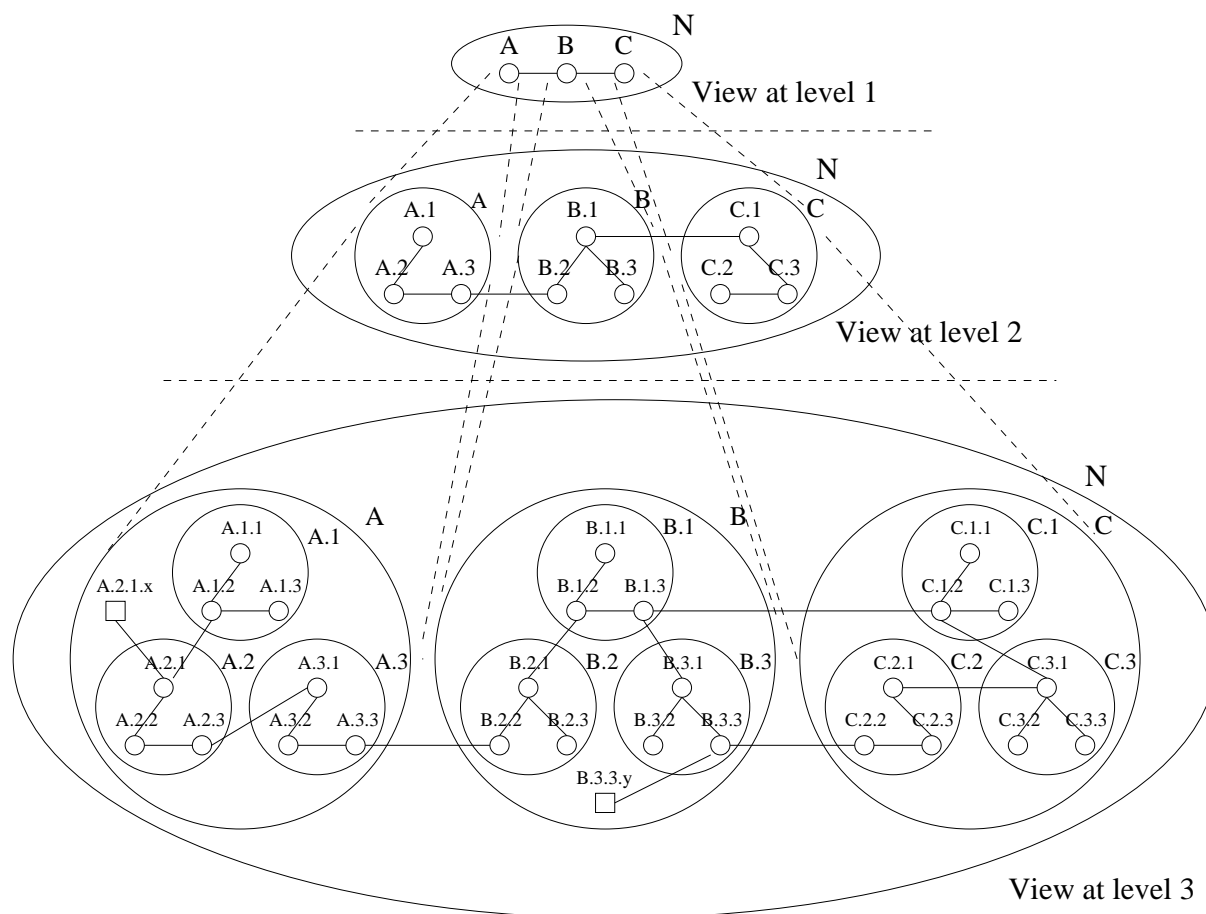 N
A B C
View at level 1
N
A.1 A B.1 B C.1 C
A.2 A.3 B.2 B.3 C.2 C.3
View at level 2
N
A B C
A.1.1 A.1 B.1.1 B.1 C.1.1 C.1
A.2.1.x A.1.2 A.1.3 B.1.2 B.1.3 C.1.2 C.1.3
A.2.1 A.2 A.3.1 A.3 B.2.1 B.2 B.3.1 B.3 C.2.1 C.2 C.3.1 C.3
A.2.2 A.2.3 A.3.2 A.3.3 B.2.2 B.2.3 B.3.2 B.3.3 C.2.2 C.2.3 C.3.2 C.3.3
B.3.3.y
View at level 3